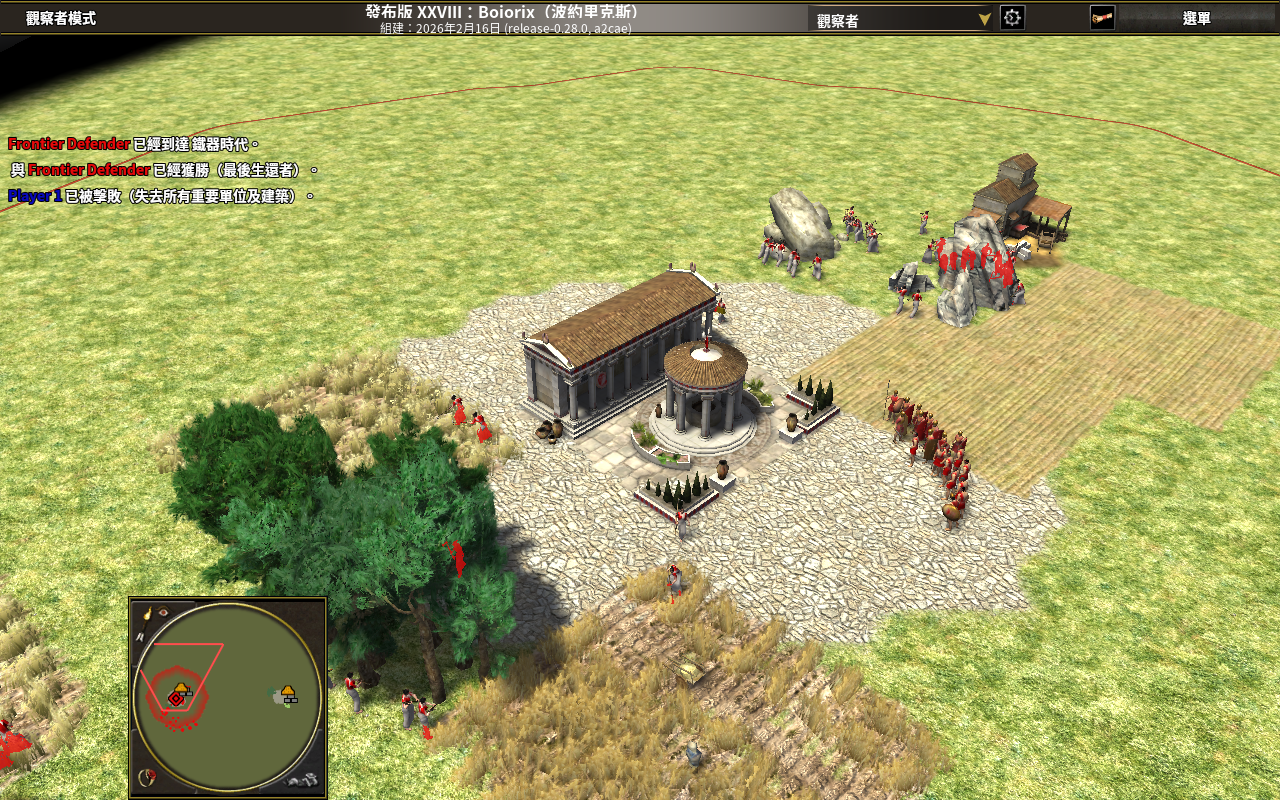 觀察者模式
發布版 XXVIII：Boiorix（波約里克斯）
組建：2026年2月16日 (release-0.28.0, a2cae)
觀察者
選單
Frontier Defender 已經到達 鐵器時代。
與 Frontier Defender 已經獲勝（最後生還者）。
Player 1 已被擊敗（失去所有重要單位及建築）。